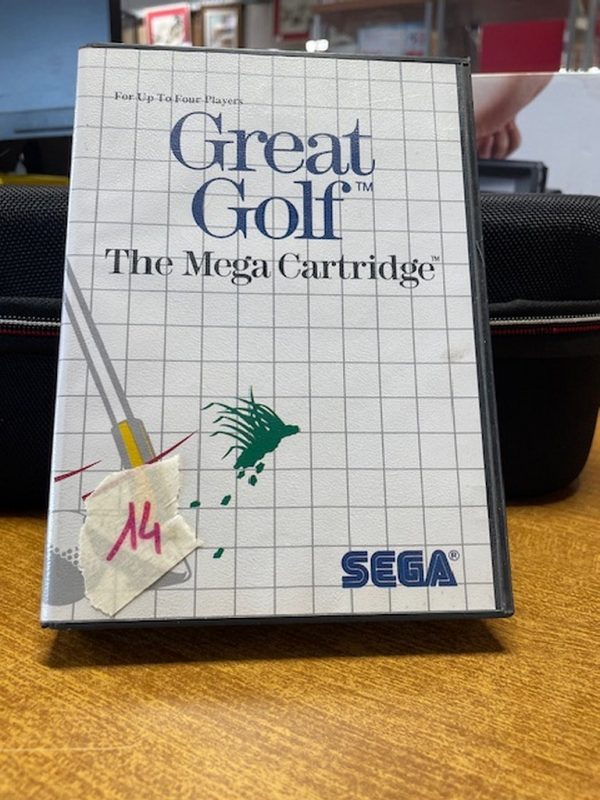 For Up To Four Players
Great
Golf™
The Mega Cartridge™
14
SEGA®